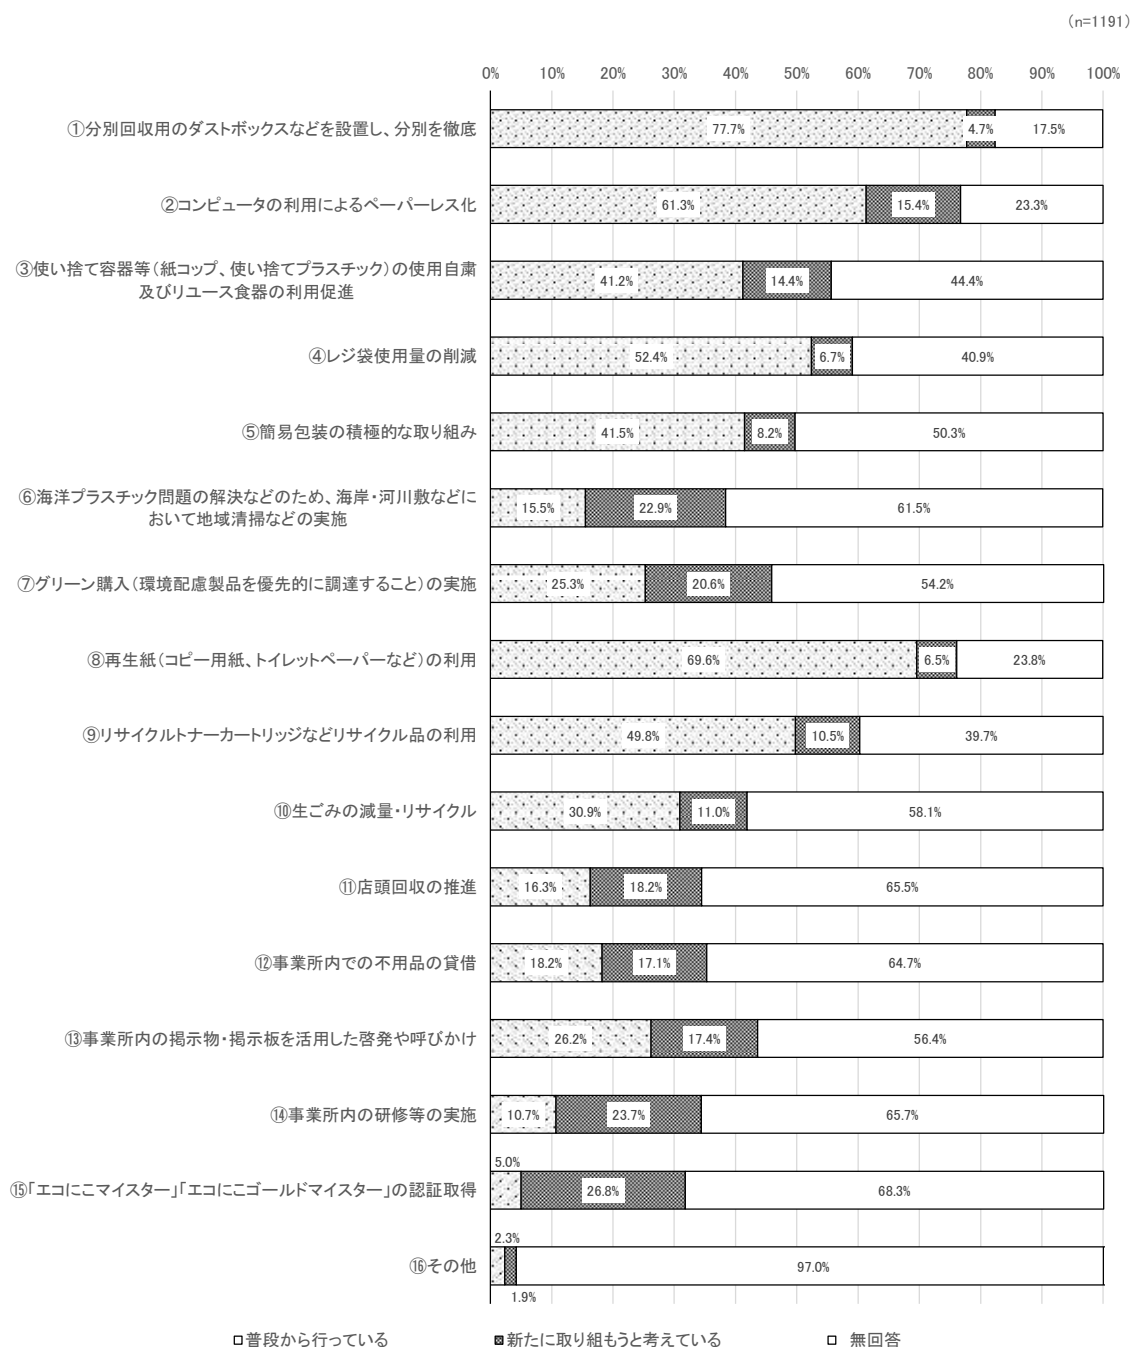 (n=1191)
0% 10% 20% 30% 40% 50% 60% 70% 80% 90% 100%
①分別回収用のダストボックスなどを設置し、分別を徹底 77.7% 4.7% 17.5%
②コンピュータの利用によるペーパーレス化 61.3% 15.4% 23.3%
③使い捨て容器等(紙コップ、使い捨てプラスチック)の使用自粛
及びリユース食器の利用促進 41.2% 14.4% 44.4%
④レジ袋使用量の削減 52.4% 6.7% 40.9%
⑤簡易包装の積極的な取り組み 41.5% 8.2% 50.3%
⑥海洋プラスチック問題の解決などのため、海岸・河川敷などに
おいて地域清掃などの実施 15.5% 22.9% 61.5%
⑦グリーン購入(環境配慮製品を優先的に調達すること)の実施 25.3% 20.6% 54.2%
⑧再生紙(コピー用紙、トイレットペーパーなど)の利用 69.6% 6.5% 23.8%
⑨リサイクルトナーカートリッジなどリサイクル品の利用 49.8% 10.5% 39.7%
⑩生ごみの減量・リサイクル 30.9% 11.0% 58.1%
⑪店頭回収の推進 16.3% 18.2% 65.5%
⑫事業所内での不用品の貸借 18.2% 17.1% 64.7%
⑬事業所内の掲示物・掲示板を活用した啓発や呼びかけ 26.2% 17.4% 56.4%
⑭事業所内の研修等の実施 10.7% 23.7% 65.7%
5.0%
⑮「エコにこマイスター」「エコにこゴールドマイスター」の認証取得 26.8% 68.3%
2.3%
⑯その他 97.0%
1.9%
普段から行っている 新たに取り組もうと考えている 無回答